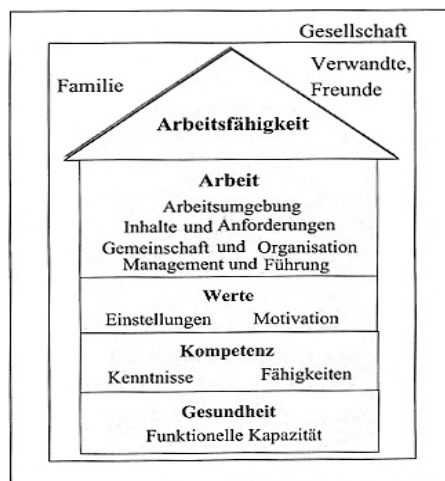 Gesellschaft
Familie
Verwandte,
Freunde
Arbeitsfähigkeit
Arbeit
Arbeitsumgebung
Inhalte und Anforderungen
Gemeinschaft und Organisation
Management und Führung
Werte
Einstellungen Motivation
Kompetenz
Kenntnisse Fähigkeiten
Gesundheit
Funktionelle Kapazität